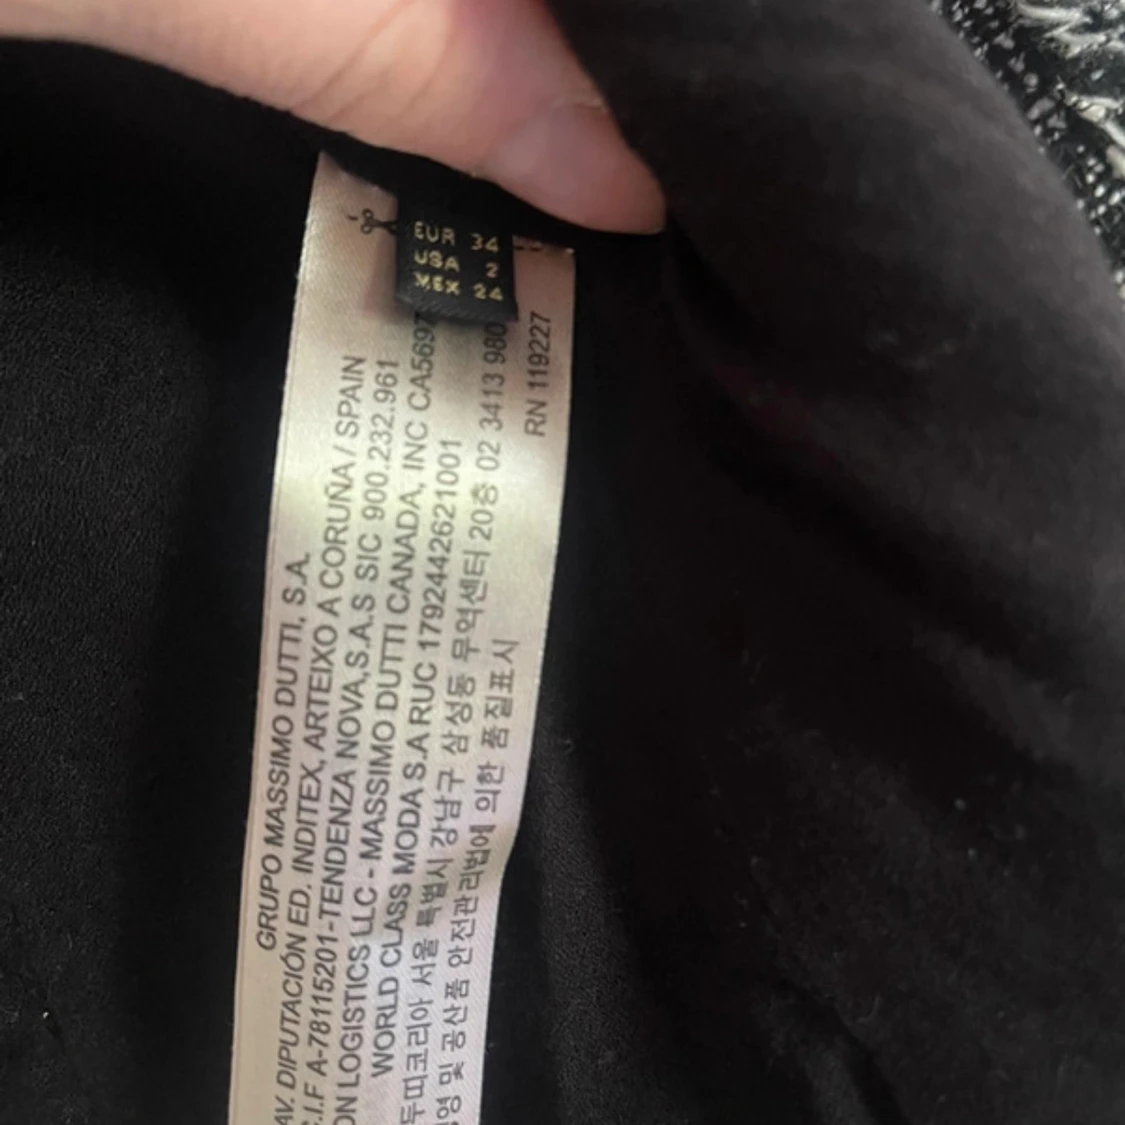 EUR 34
USA 2
MEX 24
GRUPO MASSIMO DUTTI, S.A.
AV. DIPUTACIÓN ED. INDITEX, ARTEIXO A CORUÑA / SPAIN
C.I.F A-78115201-TENDENZA NOVA,S.A.S SIC 900.232.961
ON LOGISTICS LLC - MASSIMO DUTTI CANADA, INC CA5697
WORLD CLASS MODA S.A RUC 1792442621001
두띠코리아 서울 특별시 강남구 삼성동 무역센터 20층 02 3413 980
및 공산품 안전관리법에 의한 품질표시
RN 119227